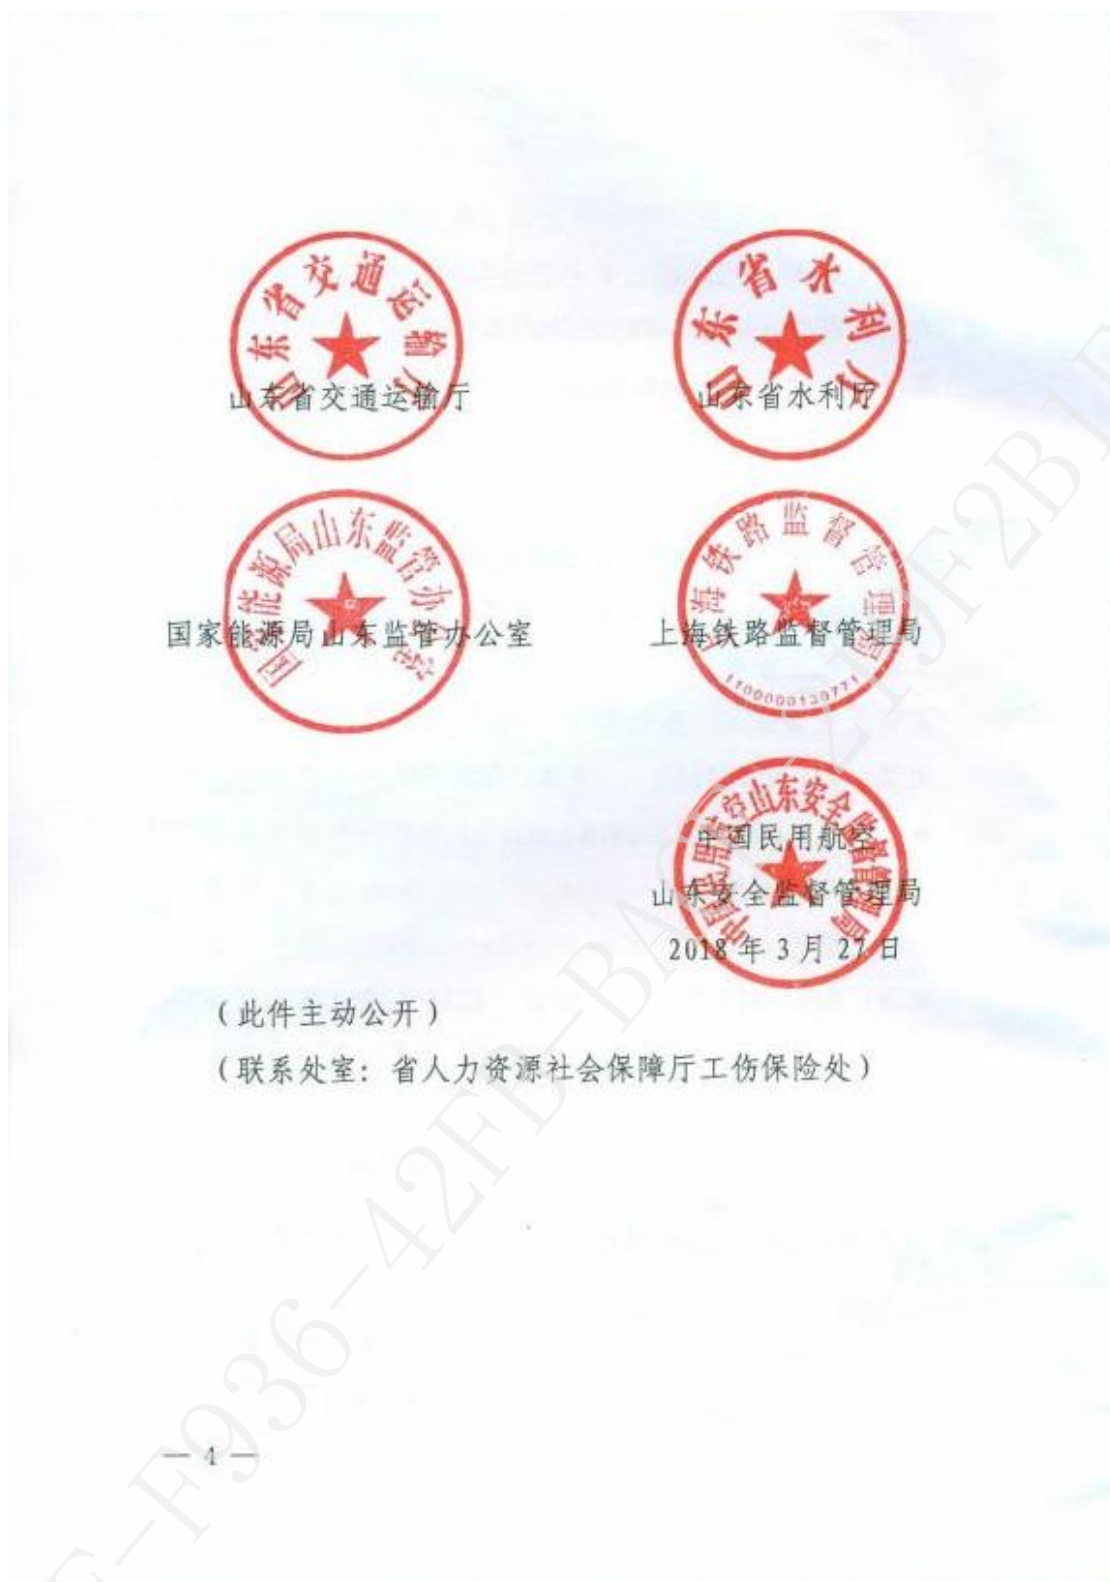 山东省交通运输厅 山东省水利厅
国家能源局山东监管办公室 上海铁路监督管理局
1100000130771
中国民用航空
山东安全监督管理局
2018年3月27日
(此件主动公开)
(联系处室：省人力资源社会保障厅工伤保险处)
— 4 —